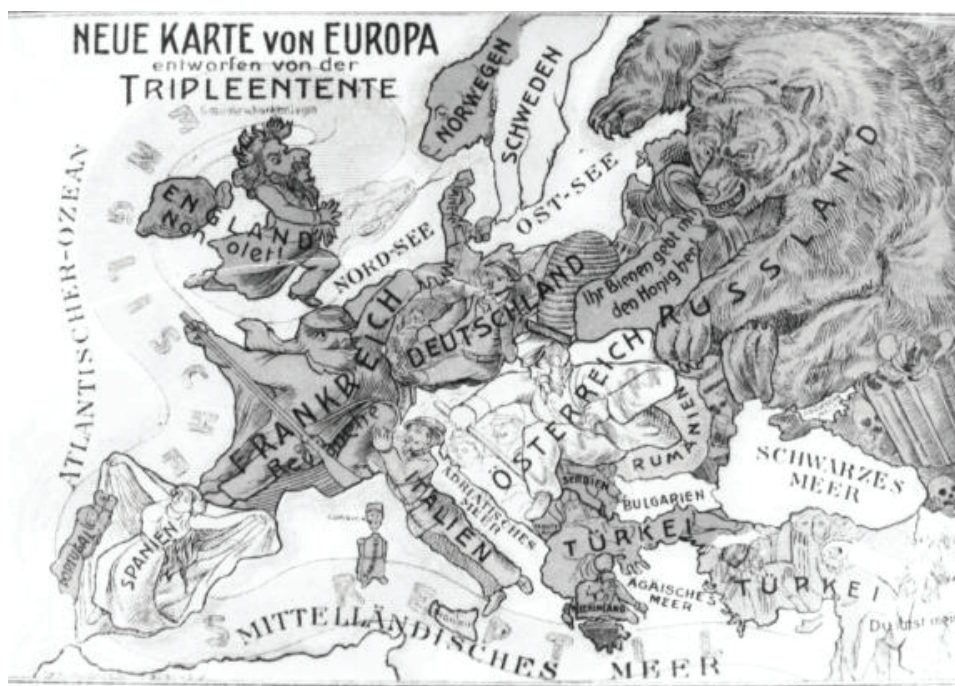 NEUE KARTE VON EUROPA
entworfen von der
TRIPLEENTENTE
NORWEGEN
SCHWEDEN
ATLANTISCHER-OZEAN
ENGLAND
Non olet!
NORD-SEE
OST-SEE
Ihr Bienen gebt mir
den Honig her!
RUSSLAND
DEUTSCHLAND
FRANKREICH
ÖSTERREICH
RUMÄNIEN
SCHWARZES
MEER
ITALIEN
ADRIATISCHES
MEER
SERBIEN
BULGARIEN
TÜRKEI
PORTUGAL
SPANIEN
ÄGÄISCHES
MEER
TÜRKEI
MITTELLÄNDISCHES MEER